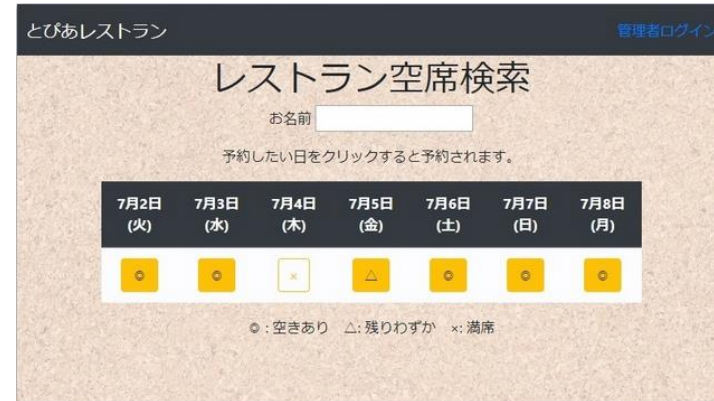 とぴあレストラン 管理者ログイン
レストラン空席検索
お名前
予約したい日をクリックすると予約されます。
7月2日 7月3日 7月4日 7月5日 7月6日 7月7日 7月8日
(火) (水) (木) (金) (土) (日) (月)
◎ ◎ × △ ◎ ◎ ◎
◎ : 空きあり △: 残りわずか ×: 満席